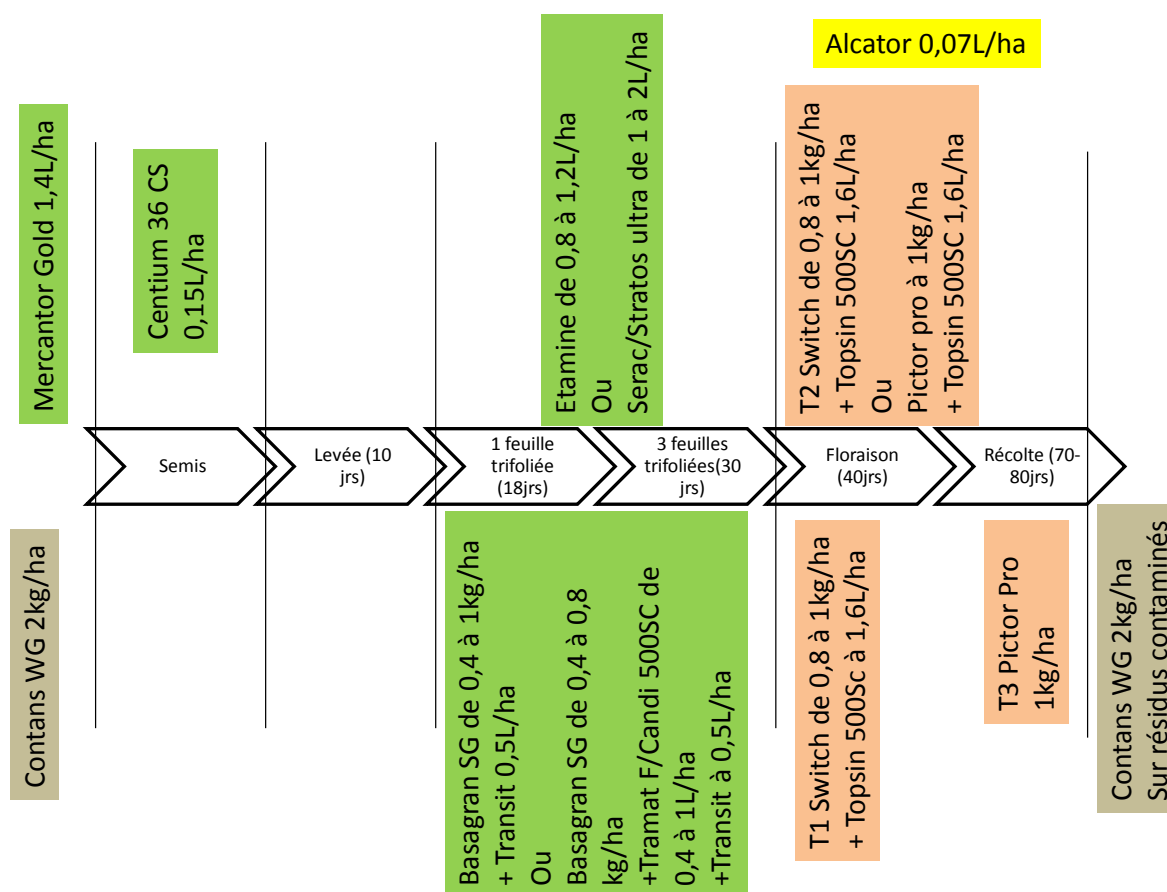 Alcator 0,07L/ha
Mercantor Gold 1,4L/ha
Centium 36 CS
0,15L/ha
Etamine de 0,8 à 1,2L/ha
Ou
Serac/Stratos ultra de 1 à 2L/ha
T2 Switch de 0,8 à 1kg/ha
+ Topsin 500SC 1,6L/ha
Ou
Pictor pro à 1kg/ha
+ Topsin 500SC 1,6L/ha
Semis
Levée (10
jrs)
1 feuille
trifoliée
(18jrs)
3 feuilles
trifoliées(30
jrs)
Floraison
(40jrs)
Récolte (70-
80jrs)
Contans WG 2kg/ha
Basagran SG de 0,4 à 1kg/ha
+ Transit 0,5L/ha
Ou
Basagran SG de 0,4 à 0,8
kg/ha
+Tramat F/Candi 500SC de
0,4 à 1L/ha
+Transit à 0,5L/ha
T1 Switch de 0,8 à 1kg/ha
+ Topsin 500Sc à 1,6L/ha
T3 Pictor Pro
1kg/ha
Contans WG 2kg/ha
Sur résidus contaminés